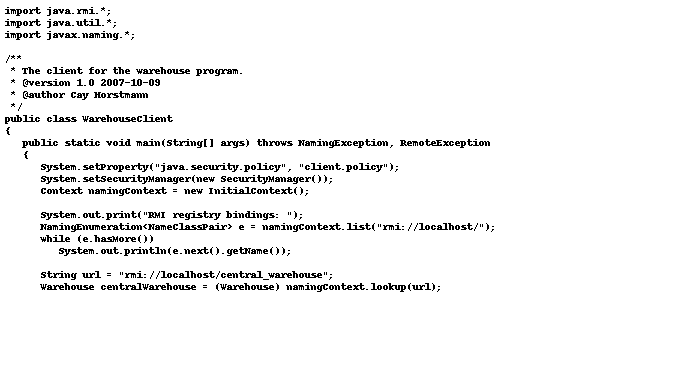 import java.rmi.*;
import java.util.*;
import javax.naming.*;

/**
 * The client for the warehouse program.
 * @version 1.0 2007-10-09
 * @author Cay Horstmann
 */
public class WarehouseClient
{
   public static void main(String[] args) throws NamingException, RemoteException
   {
      System.setProperty("java.security.policy", "client.policy");
      System.setSecurityManager(new SecurityManager());
      Context namingContext = new InitialContext();

      System.out.print("RMI registry bindings: ");
      NamingEnumeration<NameClassPair> e = namingContext.list("rmi://localhost/");
      while (e.hasMore())
         System.out.println(e.next().getName());

      String url = "rmi://localhost/central_warehouse";
      Warehouse centralWarehouse = (Warehouse) namingContext.lookup(url);